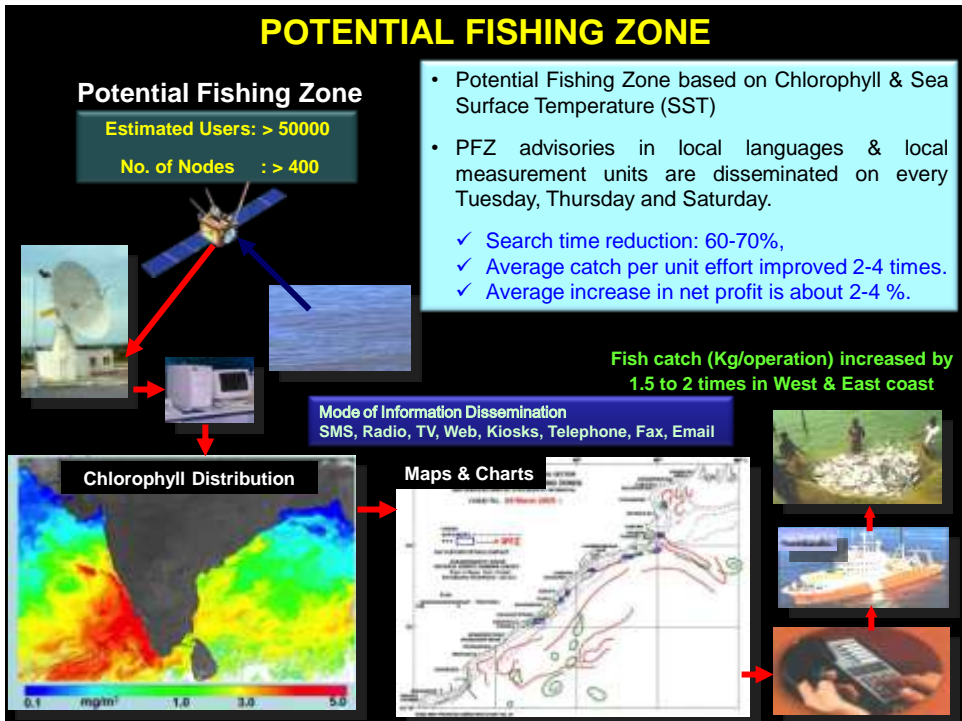 POTENTIAL FISHING ZONE
Potential Fishing Zone
Estimated Users: > 50000
No. of Nodes : > 400
• Potential Fishing Zone based on Chlorophyll & Sea
Surface Temperature (SST)
• PFZ advisories in local languages & local
measurement units are disseminated on every
Tuesday, Thursday and Saturday.
✓ Search time reduction: 60-70%,
✓ Average catch per unit effort improved 2-4 times.
✓ Average increase in net profit is about 2-4 %.
Fish catch (Kg/operation) increased by
1.5 to 2 times in West & East coast
Mode of Information Dissemination
SMS, Radio, TV, Web, Kiosks, Telephone, Fax, Email
Chlorophyll Distribution
0.1 mg/m³ 1.0 3.0 5.0
Maps & Charts
PFZ